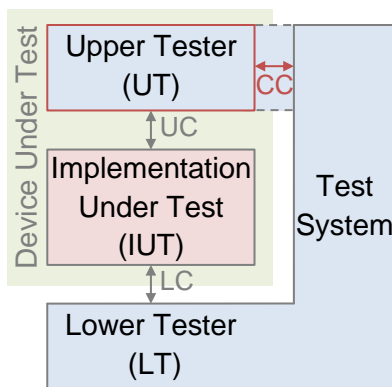 Device Under Test
Upper Tester
(UT)
CC
UC
Implementation
Under Test
(IUT)
Test
System
LC
Lower Tester
(LT)